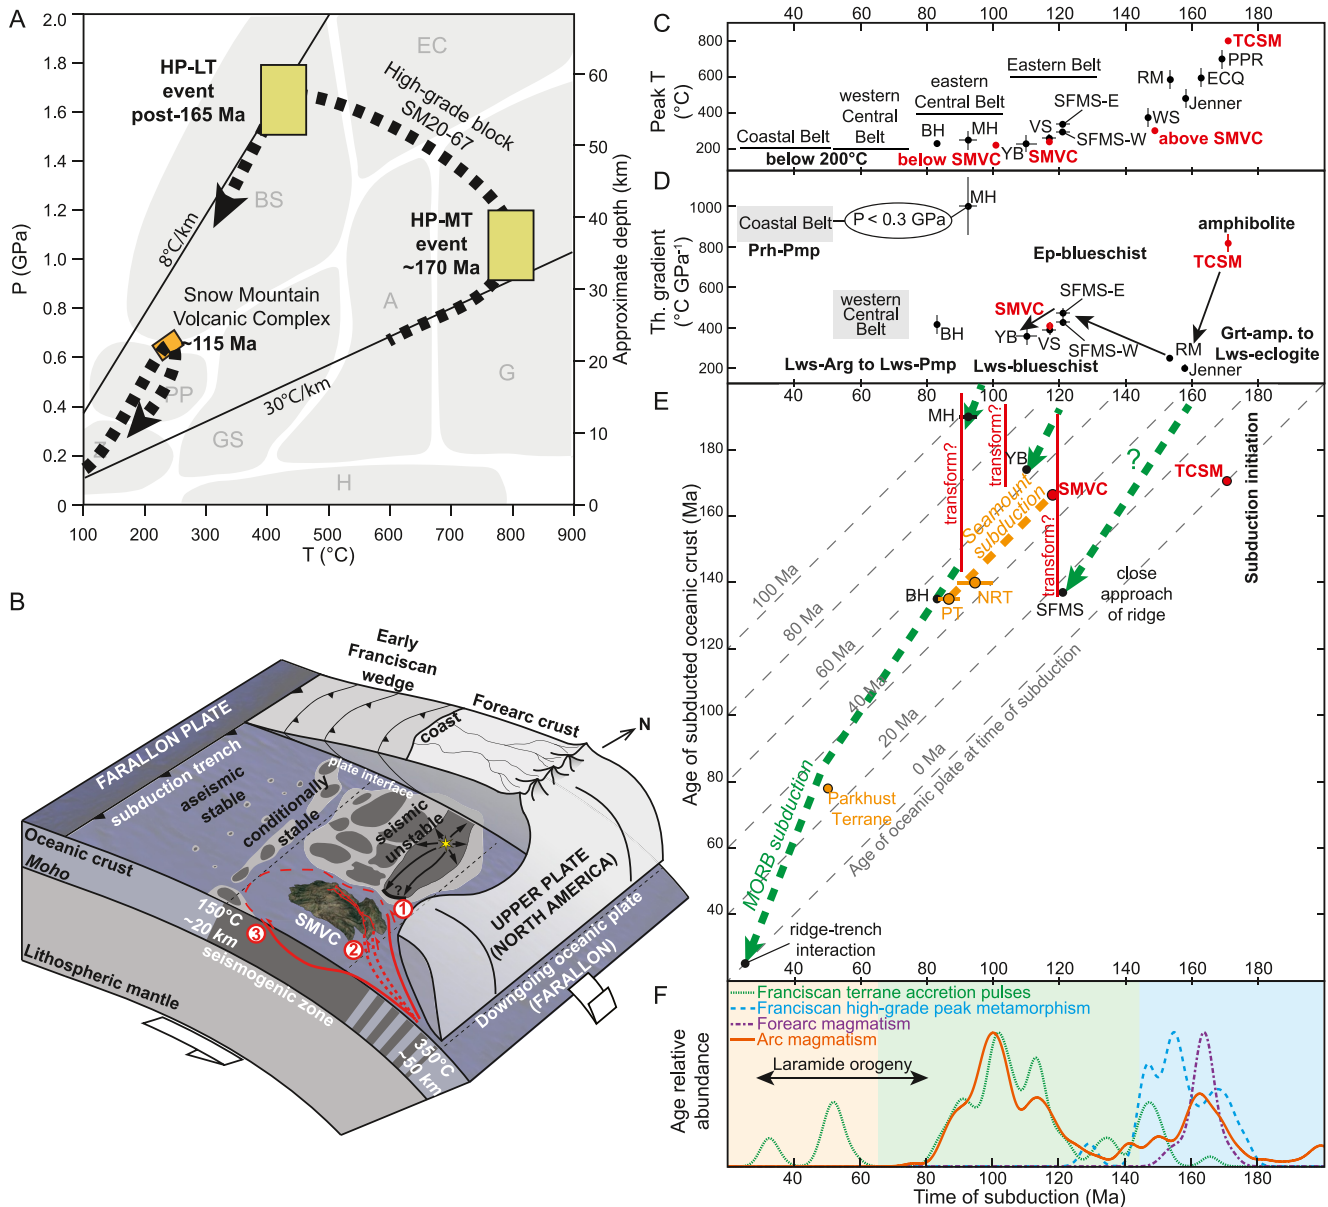 A
2.0
1.8
1.6
1.4
1.2
1.0
0.8
0.6
0.4
0.2
0
P (GPa)
60
50
40
30
20
10
0
Approximate depth (km)
100
200
300
400
500
600
700
800
900
T (°C)
HP-LT
event
post-165 Ma
High-grade block
SM20-67
HP-MT
event
~170 Ma
Snow Mountain
Volcanic Complex
~115 Ma
8°C/km
30°C/km
EC
BS
A
G
PP
GS
Z
H
B
Early
Franciscan
wedge
Forearc crust
coast
N
FARALLON PLATE
subduction trench
plate interface
aseismic
stable
conditionally
stable
seismic
unstable
?
Oceanic crust
Moho
Lithospheric mantle
150°C
~20 km
seismogenic zone
350°C
~50 km
SMVC
1
2
3
UPPER PLATE
(NORTH AMERICA)
Downgoing oceanic plate
(FARALLON)
C
20 40 60 80 100 120 140 160 180
800
600
400
200
Peak T
(°C)
Coastal Belt
western
Central
Belt
below 200°C
eastern
Central Belt
Eastern Belt
BH
MH
below SMVC
YB
VS
SMVC
SFMS-E
SFMS-W
RM
WS
above SMVC
Jenner
ECQ
PPR
TCSM
D
1000
800
600
400
200
Th. gradient
(°C GPa⁻¹)
Coastal Belt
P < 0.3 GPa
MH
Prh-Pmp
western
Central
Belt
BH
Lws-Arg to Lws-Pmp
Ep-blueschist
SMVC
YB
VS
SFMS-E
SFMS-W
Lws-blueschist
amphibolite
TCSM
RM
Jenner
Grt-amp. to
Lws-eclogite
40 60 80 100 120 140 160 180
E
180
160
140
120
100
80
60
40
Age of subducted oceanic crust (Ma)
MH
transform?
transform?
transform?
YB
SMVC
Seamount
subduction
?
TCSM
Subduction initiation
close
approach
of ridge
SFMS
NRT
PT
BH
100 Ma
80 Ma
60 Ma
40 Ma
20 Ma
0 Ma
Age of oceanic plate at time of subduction
Parkhust
Terrane
MORB subduction
ridge-trench
interaction
40 60 80 100 120 140 160 180
F
Franciscan terrane accretion pulses
Franciscan high-grade peak metamorphism
Forearc magmatism
Arc magmatism
Laramide orogeny
Age relative
abundance
20 40 60 80 100 120 140 160 180
Time of subduction (Ma)